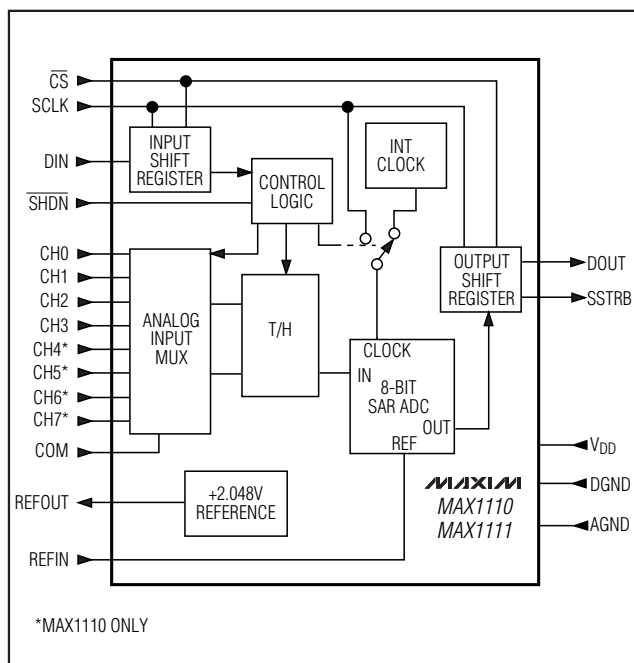 CS
SCLK
DIN
SHDN
CH0
CH1
CH2
CH3
CH4*
CH5*
CH6*
CH7*
COM
REFOUT
REFIN
INPUT
SHIFT
REGISTER
CONTROL
LOGIC
INT
CLOCK
ANALOG
INPUT
MUX
T/H
CLOCK
IN
8-BIT
SAR ADC
OUT
REF
OUTPUT
SHIFT
REGISTER
+2.048V
REFERENCE
DOUT
SSTRB
VDD
DGND
AGND
MAXIM
MAX1110
MAX1111
*MAX1110 ONLY